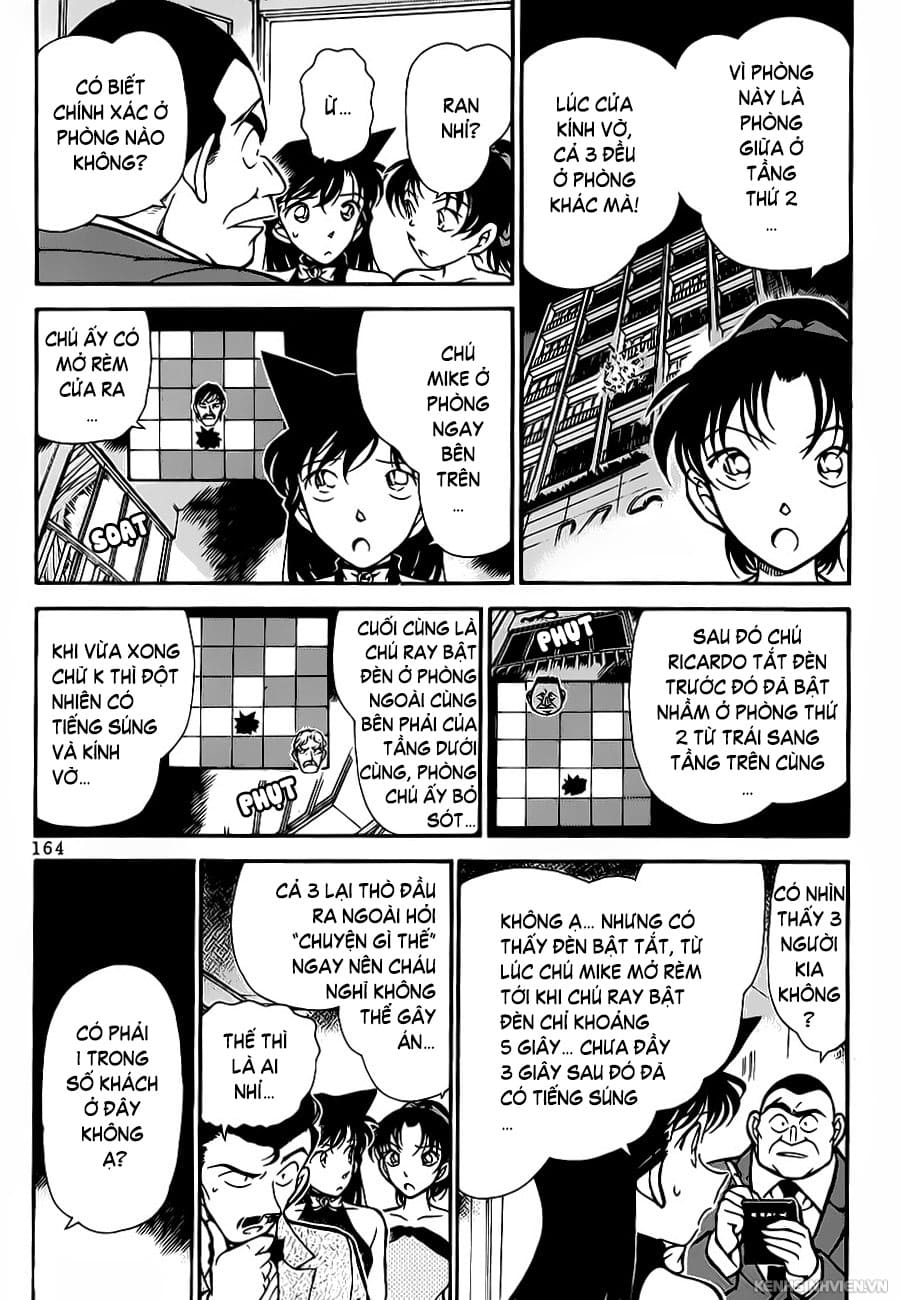 VÌ PHÒNG
NÀY LÀ
PHÒNG
GIỮA Ở
TẦNG
THỨ 2
...
LÚC CỬA
KÍNH VỠ,
CẢ 3 ĐỀU
Ở PHÒNG
KHÁC MÀ!
RAN
NHỈ?
Ừ...
CÓ BIẾT
CHÍNH XÁC Ở
PHÒNG NÀO
KHÔNG?
CHÚ
MIKE Ở
PHÒNG
NGAY
BÊN
TRÊN
...
CHÚ ẤY CÓ
MỞ RÈM
CỬA RA
...
SOẠT
SAU ĐÓ CHÚ
RICARDO TẮT ĐÈN
TRƯỚC ĐÓ ĐÃ BẬT
NHẦM Ở PHÒNG THỨ
2 TỪ TRÁI SANG
TẦNG TRÊN CÙNG
...
PHỤT
CUỐI CÙNG LÀ
CHÚ RAY BẬT
ĐÈN Ở PHÒNG
NGOÀI CÙNG
BÊN PHẢI CỦA
TẦNG DƯỚI
CÙNG, PHÒNG
CHÚ ẤY BỎ
SÓT...
PHỤT
KHI VỪA XONG
CHỮ K THÌ ĐỘT
NHIÊN CÓ
TIẾNG SÚNG
VÀ KÍNH
VỠ...
164
CÓ NHÌN
THẤY 3
NGƯỜI
KIA
KHÔNG?
KHÔNG Ạ... NHƯNG CÓ
THẤY ĐÈN BẬT TẮT, TỪ
LÚC CHÚ MIKE MỞ RÈM
TỚI KHI CHÚ RAY BẬT
ĐÈN CHỈ KHOẢNG
5 GIÂY... CHƯA ĐẦY
3 GIÂY SAU ĐÓ ĐÃ
CÓ TIẾNG SÚNG
...
CẢ 3 LẠI THÒ ĐẦU
RA NGOÀI HỎI
"CHUYỆN GÌ THẾ"
NGAY NÊN CHÁU
NGHĨ KHÔNG
THỂ GÂY
ÁN...
THẾ THÌ
LÀ AI
NHỈ...
CÓ PHẢI
1 TRONG
SỐ KHÁCH
Ở ĐÂY
KHÔNG
Ạ?
KENHSINHVIEN.VN